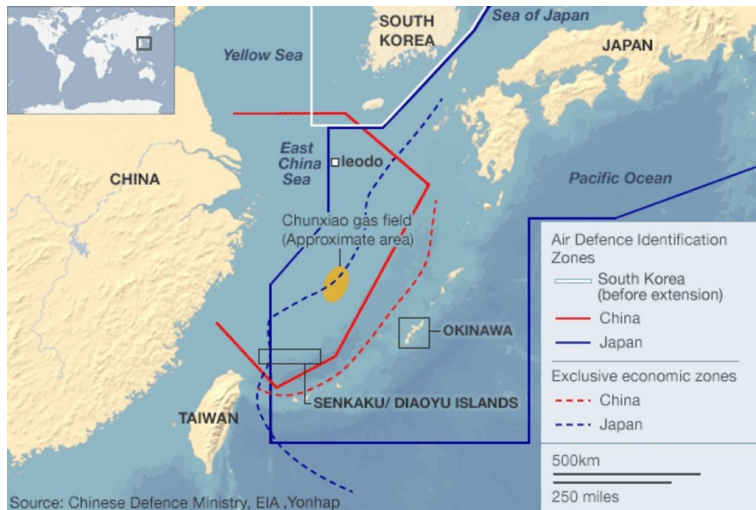 SOUTH
KOREA
Sea of Japan
Yellow Sea
JAPAN
East
China
Sea
Ieodo
CHINA
Pacific Ocean
Chunxiao gas field
(Approximate area)
OKINAWA
SENKAKU/ DIAOYU ISLANDS
TAIWAN
Air Defence Identification
Zones
South Korea
(before extension)
China
Japan
Exclusive economic zones
China
Japan
500km
250 miles
Source: Chinese Defence Ministry, EIA ,Yonhap